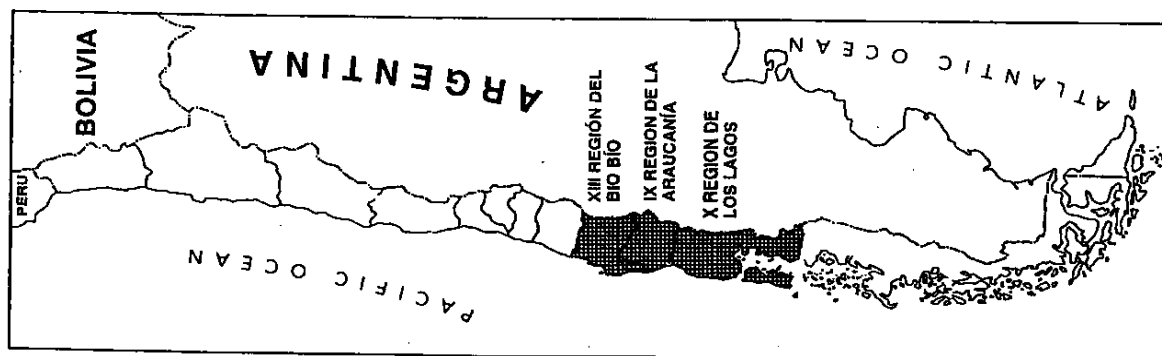 PERU
BOLIVIA
ARGENTINA
XIII REGIÓN DEL
BIO BÍO
IX REGION DE LA
ARAUCANÍA
X REGION DE
LOS LAGOS
ATLANTIC OCEAN
PACIFIC OCEAN